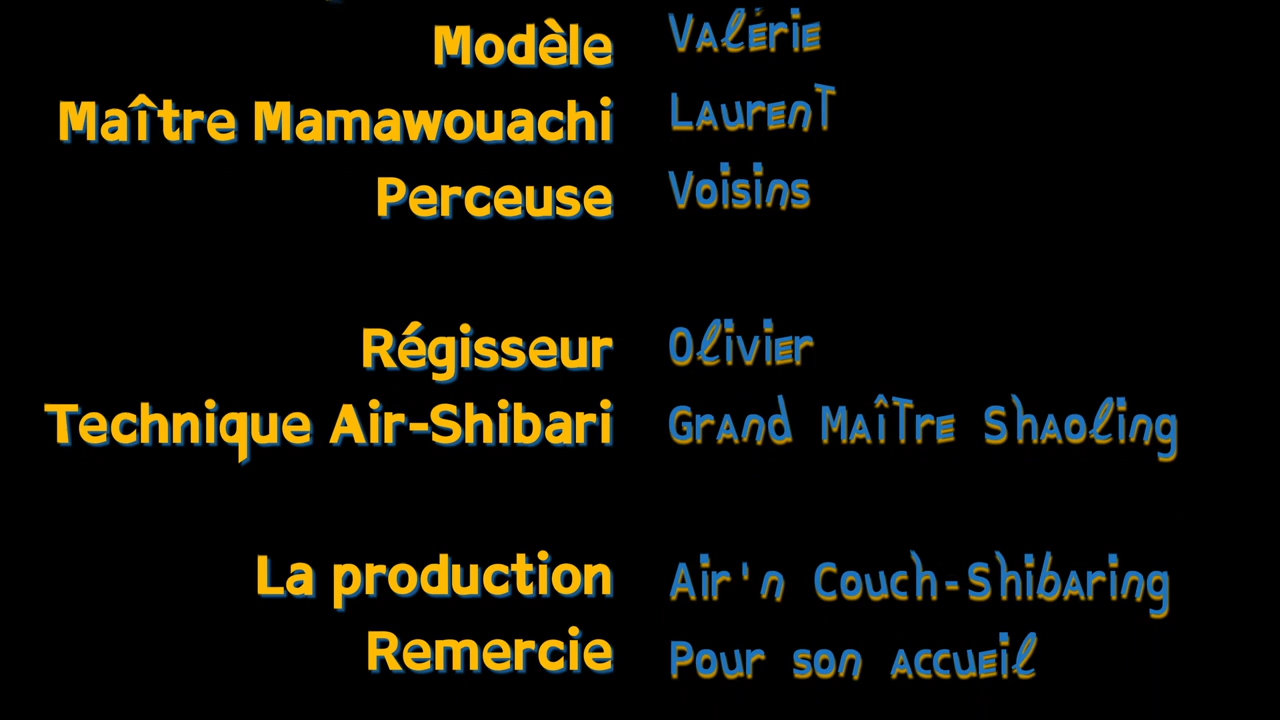 Modèle Valérie
Maître Mamawouachi Laurent
Perceuse Voisins
Régisseur Olivier
Technique Air-Shibari Grand Maître Shaoling
La production Air'n Couch-Shibaring
Remercie Pour son accueil